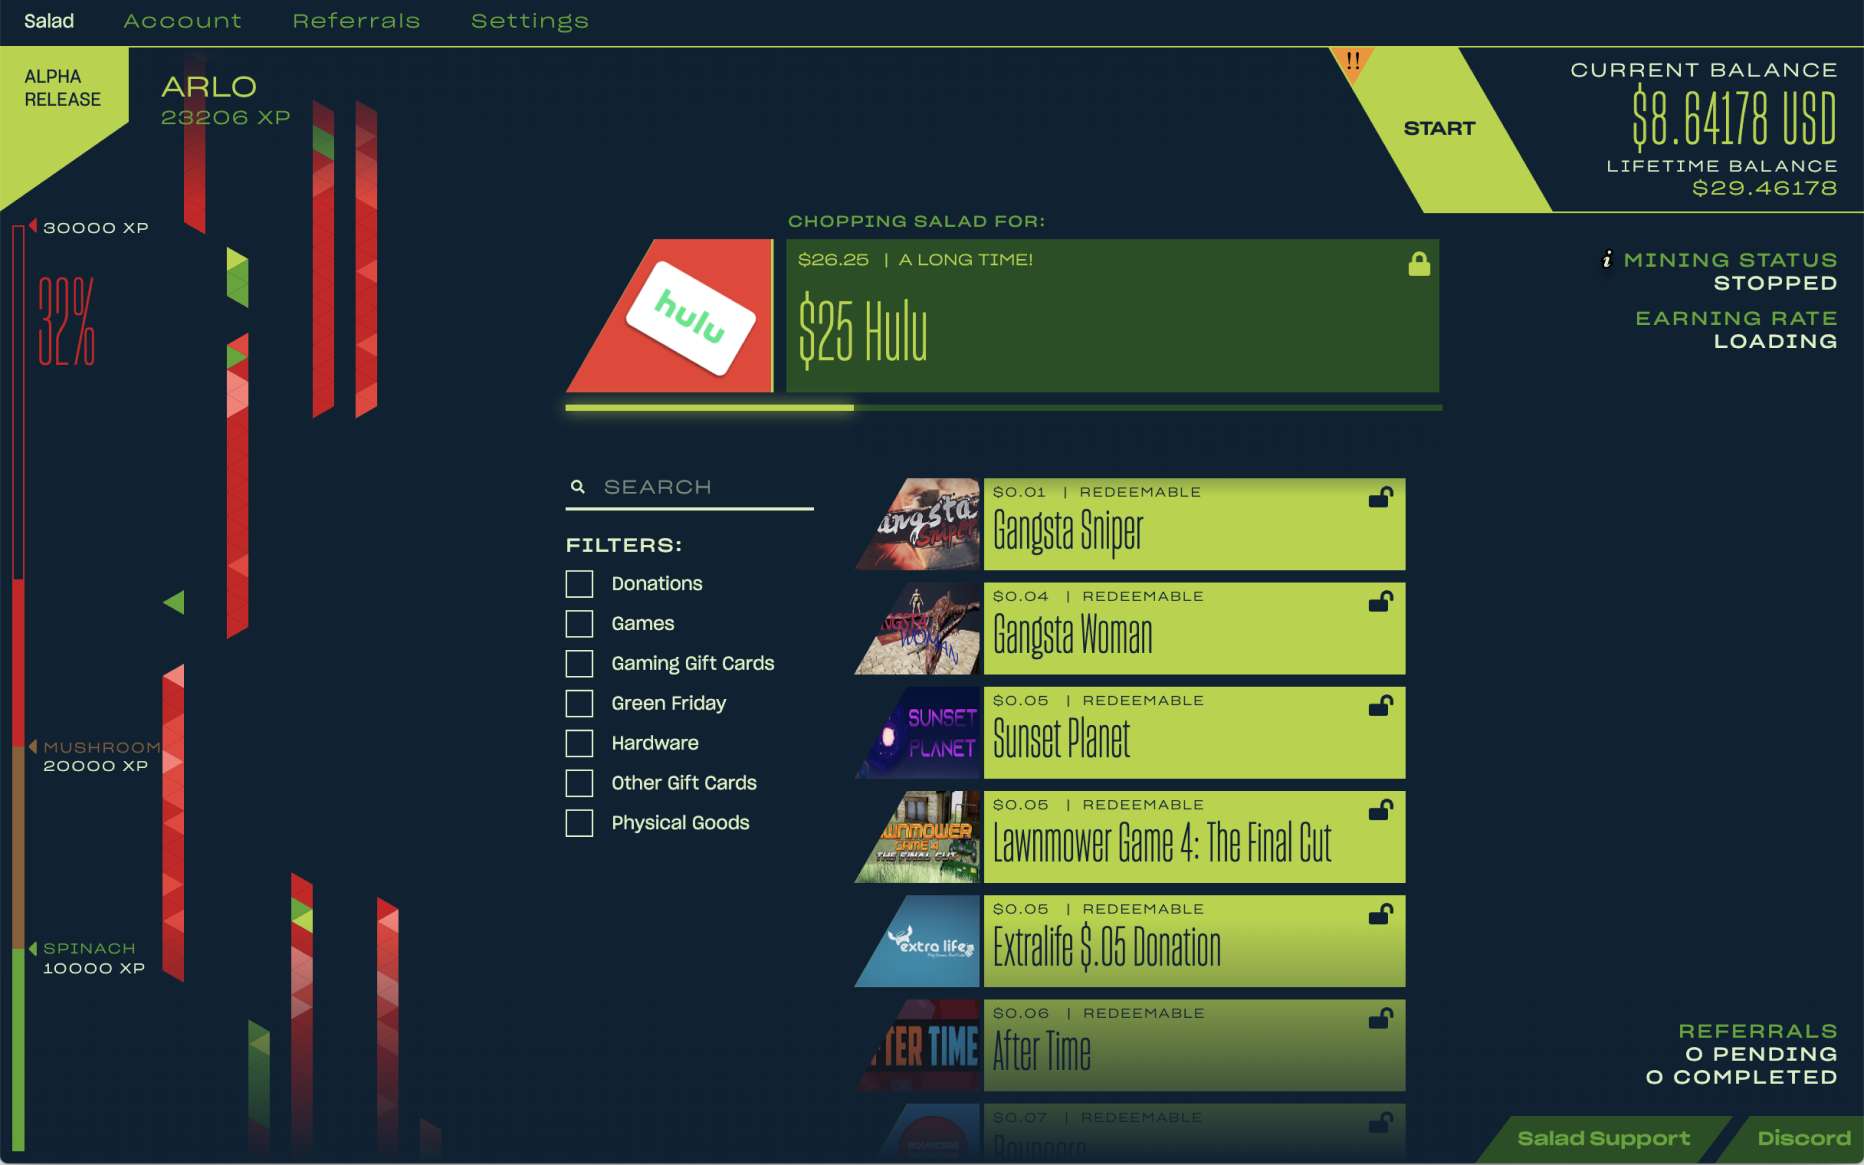 Salad Account Referrals Settings
ALPHA
RELEASE
ARLO
23206 XP
!!
START
CURRENT BALANCE
$8.64178 USD
LIFETIME BALANCE
$29.46178
30000 XP
32%
MUSHROOM
20000 XP
SPINACH
10000 XP
CHOPPING SALAD FOR:
hulu
$26.25 | A LONG TIME!
$25 Hulu
i MINING STATUS
STOPPED
EARNING RATE
LOADING
SEARCH
FILTERS:
Donations
Games
Gaming Gift Cards
Green Friday
Hardware
Other Gift Cards
Physical Goods
$0.01 | REDEEMABLE
Gangsta Sniper
$0.04 | REDEEMABLE
Gangsta Woman
SUNSET
PLANET
$0.05 | REDEEMABLE
Sunset Planet
GAME 4
THE FINAL CUT
$0.05 | REDEEMABLE
Lawnmower Game 4: The Final Cut
extra life
$0.05 | REDEEMABLE
Extralife $.05 Donation
TER TIME
$0.06 | REDEEMABLE
After Time
BOUNCERS
$0.07 | REDEEMABLE
Bouncers
REFERRALS
0 PENDING
0 COMPLETED
Salad Support
Discord